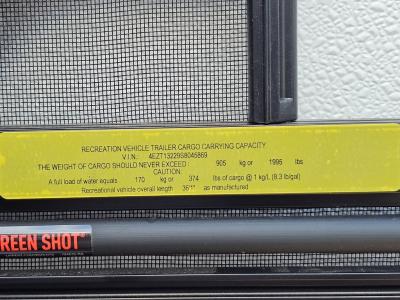 RECREATION VEHICLE TRAILER CARGO CARRYING CAPACITY
V.I.N.: 4EZT1322958045869
THE WEIGHT OF CARGO SHOULD NEVER EXCEED: 905 kg or 1995 lbs
CAUTION:
A full load of water equals 170 kg or 374 lbs of cargo @ 1 kg/L (8.3 lb/gal)
Recreational vehicle overall length 36'1" as manufactured
REEN SHOT